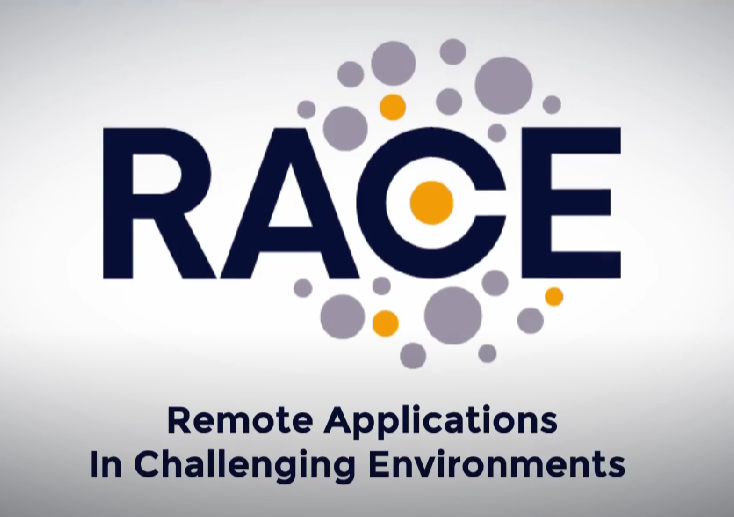 RACE
Remote Applications
In Challenging Environments